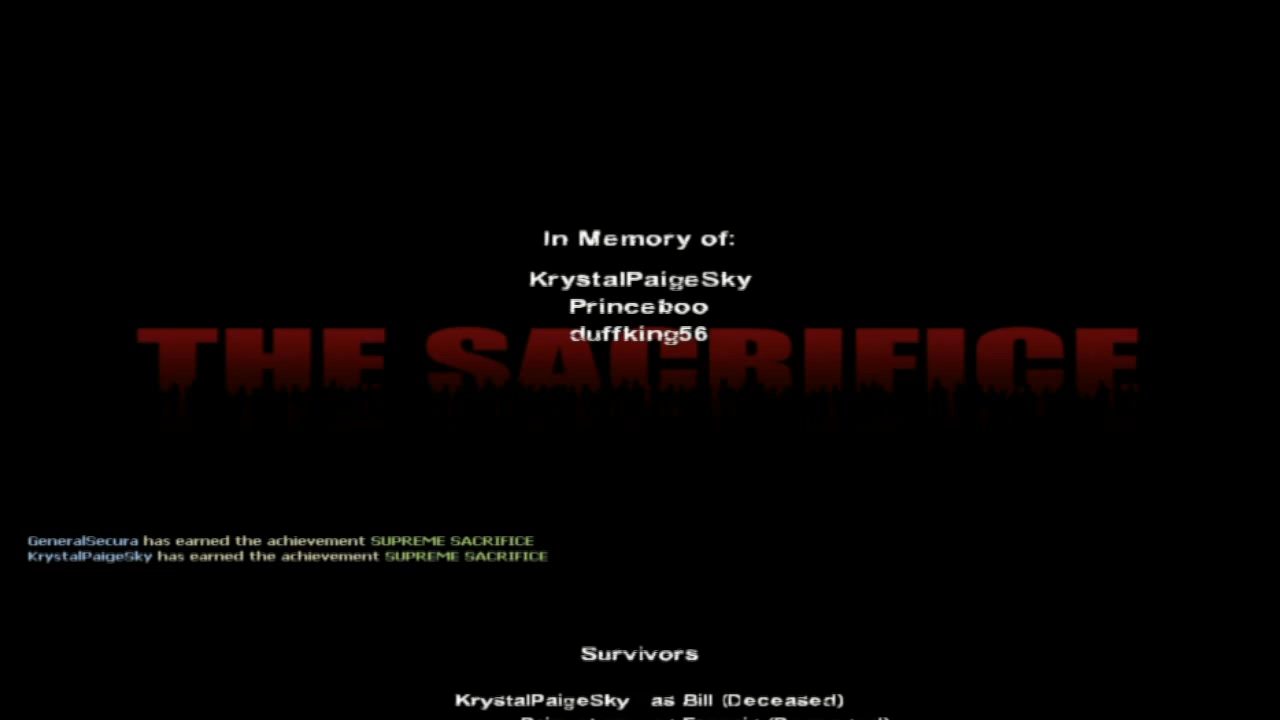 In Memory of:
KrystalPaigeSky
Princeboo
duffking56
THE SACRIFICE
GeneralSecura has earned the achievement SUPREME SACRIFICE
KrystalPaigeSky has earned the achievement SUPREME SACRIFICE
Survivors
KrystalPaigeSky as Bill (Deceased)